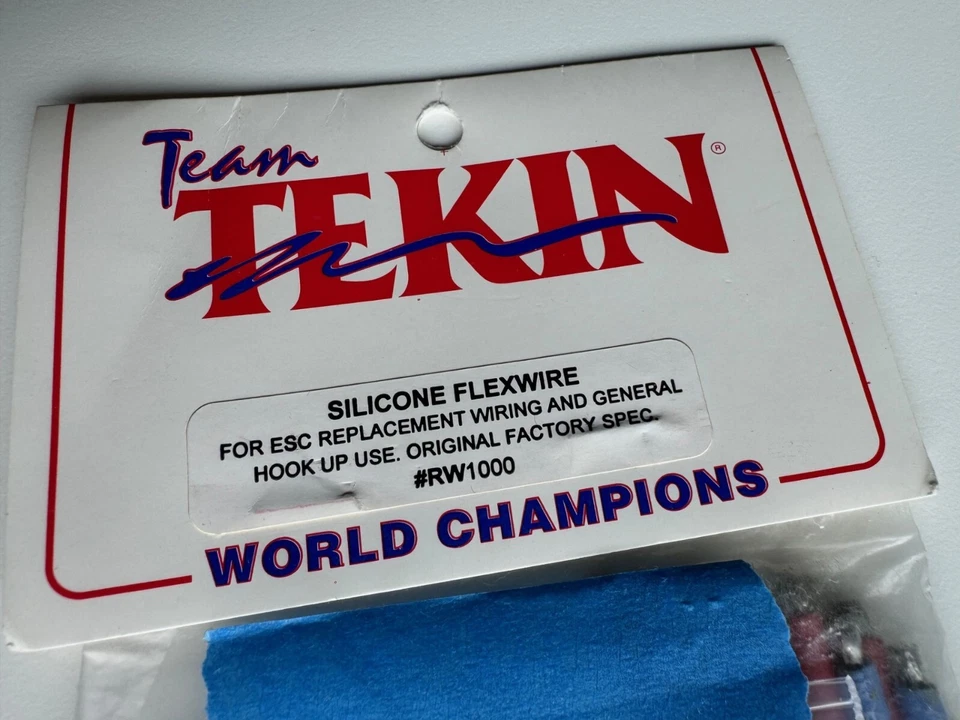 Team
TEKIN®
SILICONE FLEXWIRE
FOR ESC REPLACEMENT WIRING AND GENERAL
HOOK UP USE. ORIGINAL FACTORY SPEC.
#RW1000
WORLD CHAMPIONS